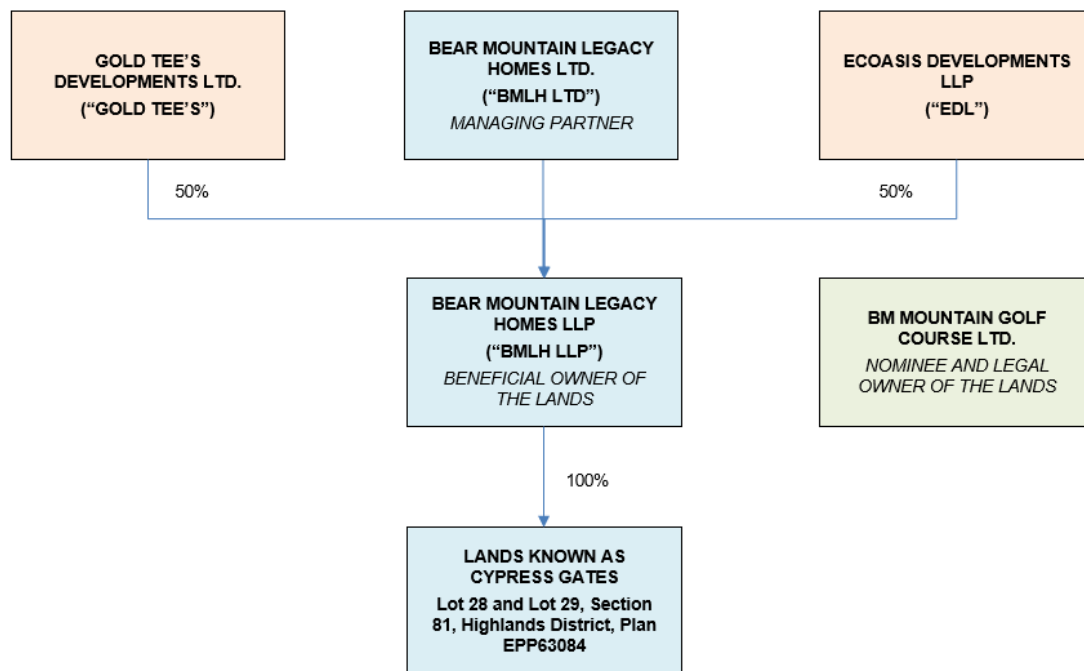 GOLD TEE'S
DEVELOPMENTS LTD.
("GOLD TEE'S")
BEAR MOUNTAIN LEGACY
HOMES LTD.
("BMLH LTD")
MANAGING PARTNER
ECOASIS DEVELOPMENTS
LLP
("EDL")
50%
50%
BEAR MOUNTAIN LEGACY
HOMES LLP
("BMLH LLP")
BENEFICIAL OWNER OF
THE LANDS
BM MOUNTAIN GOLF
COURSE LTD.
NOMINEE AND LEGAL
OWNER OF THE LANDS
100%
LANDS KNOWN AS
CYPRESS GATES
Lot 28 and Lot 29, Section
81, Highlands District, Plan
EPP63084